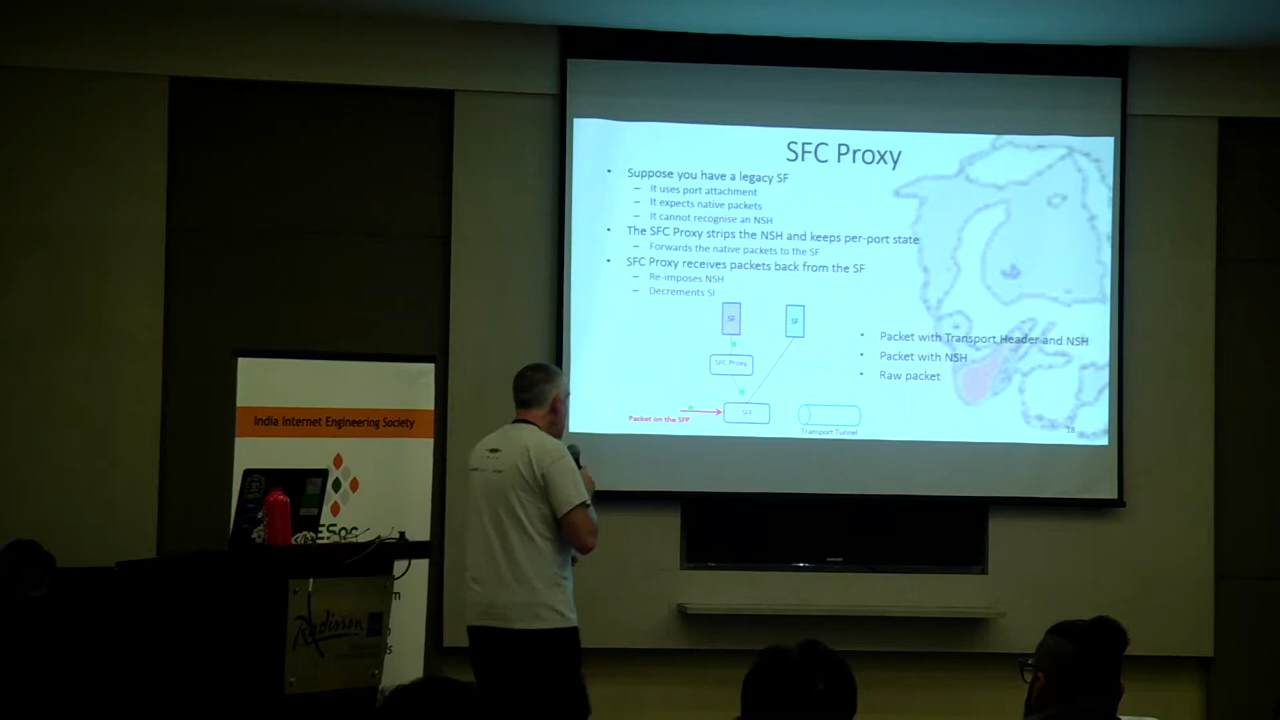 SFC Proxy
• Suppose you have a legacy SF
– It uses port attachment
– It expects native packets
– It cannot recognise an NSH
• The SFC Proxy strips the NSH and keeps per-port state
– Forwards the native packets to the SF
• SFC Proxy receives packets back from the SF
– Re-imposes NSH
– Decrements SI
SF
SF
SFC Proxy
SFF
Packet on the SFP
Transport Tunnel
• Packet with Transport Header and NSH
• Packet with NSH
• Raw packet
18
India Internet Engineering Society
Radisson